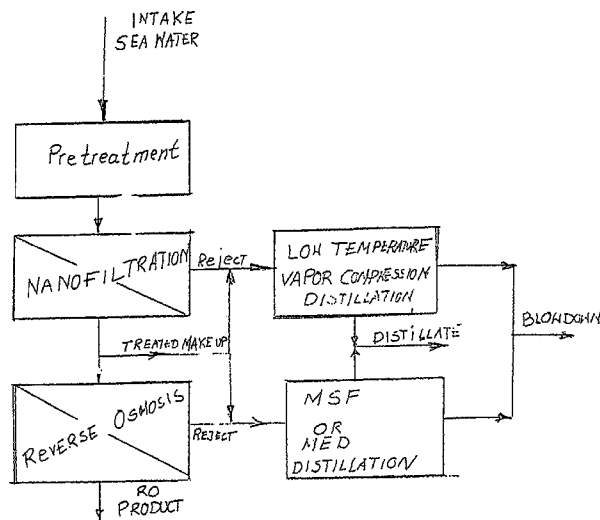 INTAKE
SEA WATER
Pretreatment
NANOFILTRATION
Reject
LOW TEMPERATURE
VAPOR COMPRESSION
DISTILLATION
BLOWDOWN
TREATED MAKE UP
DISTILLATE
REVERSE OSMOSIS
REJECT
MSF
OR
MED
DISTILLATION
RO
PRODUCT